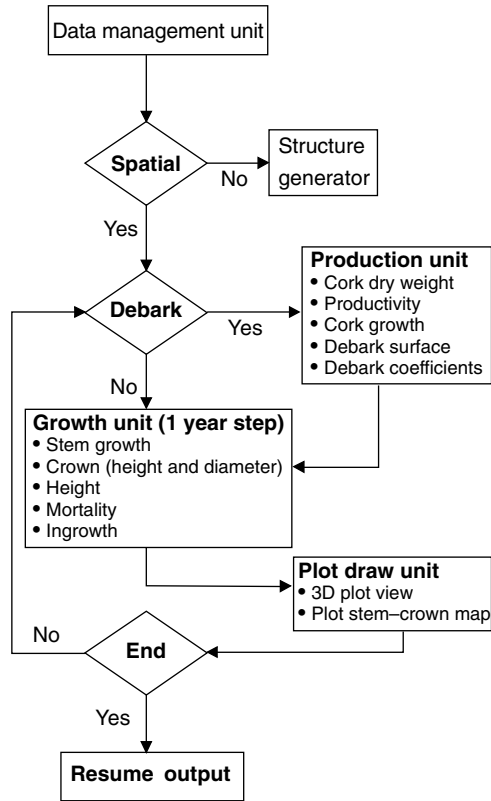 Data management unit
Spatial
No
Structure
generator
Yes
Debark
Yes
Production unit
• Cork dry weight
• Productivity
• Cork growth
• Debark surface
• Debark coefficients
No
Growth unit (1 year step)
• Stem growth
• Crown (height and diameter)
• Height
• Mortality
• Ingrowth
Plot draw unit
• 3D plot view
• Plot stem–crown map
No
End
Yes
Resume output